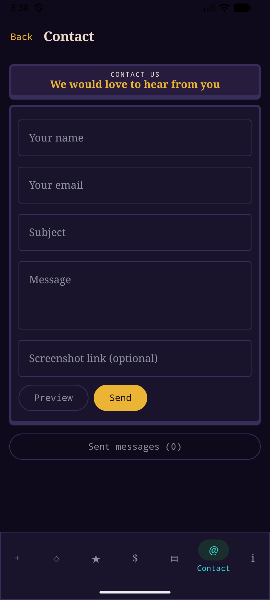 Back Contact
CONTACT US
We would love to hear from you
Your name
Your email
Subject
Message
Screenshot link (optional)
Preview Send
Sent messages (0)
+ ◇ ★ $ @ i
Contact